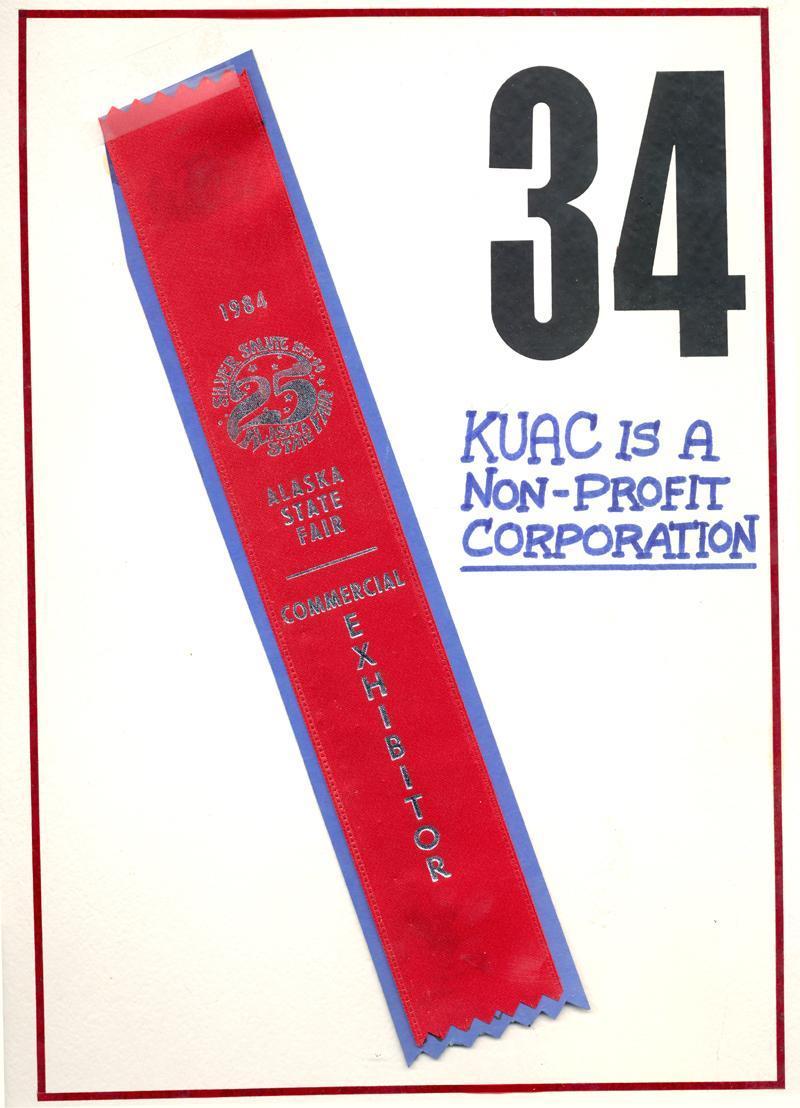 34
KUAC IS A
NON-PROFIT
CORPORATION
1984
SILVER SALUTE
25
ALASKA
STATE FAIR
ALASKA
STATE
FAIR
COMMERCIAL
EXHIBITOR